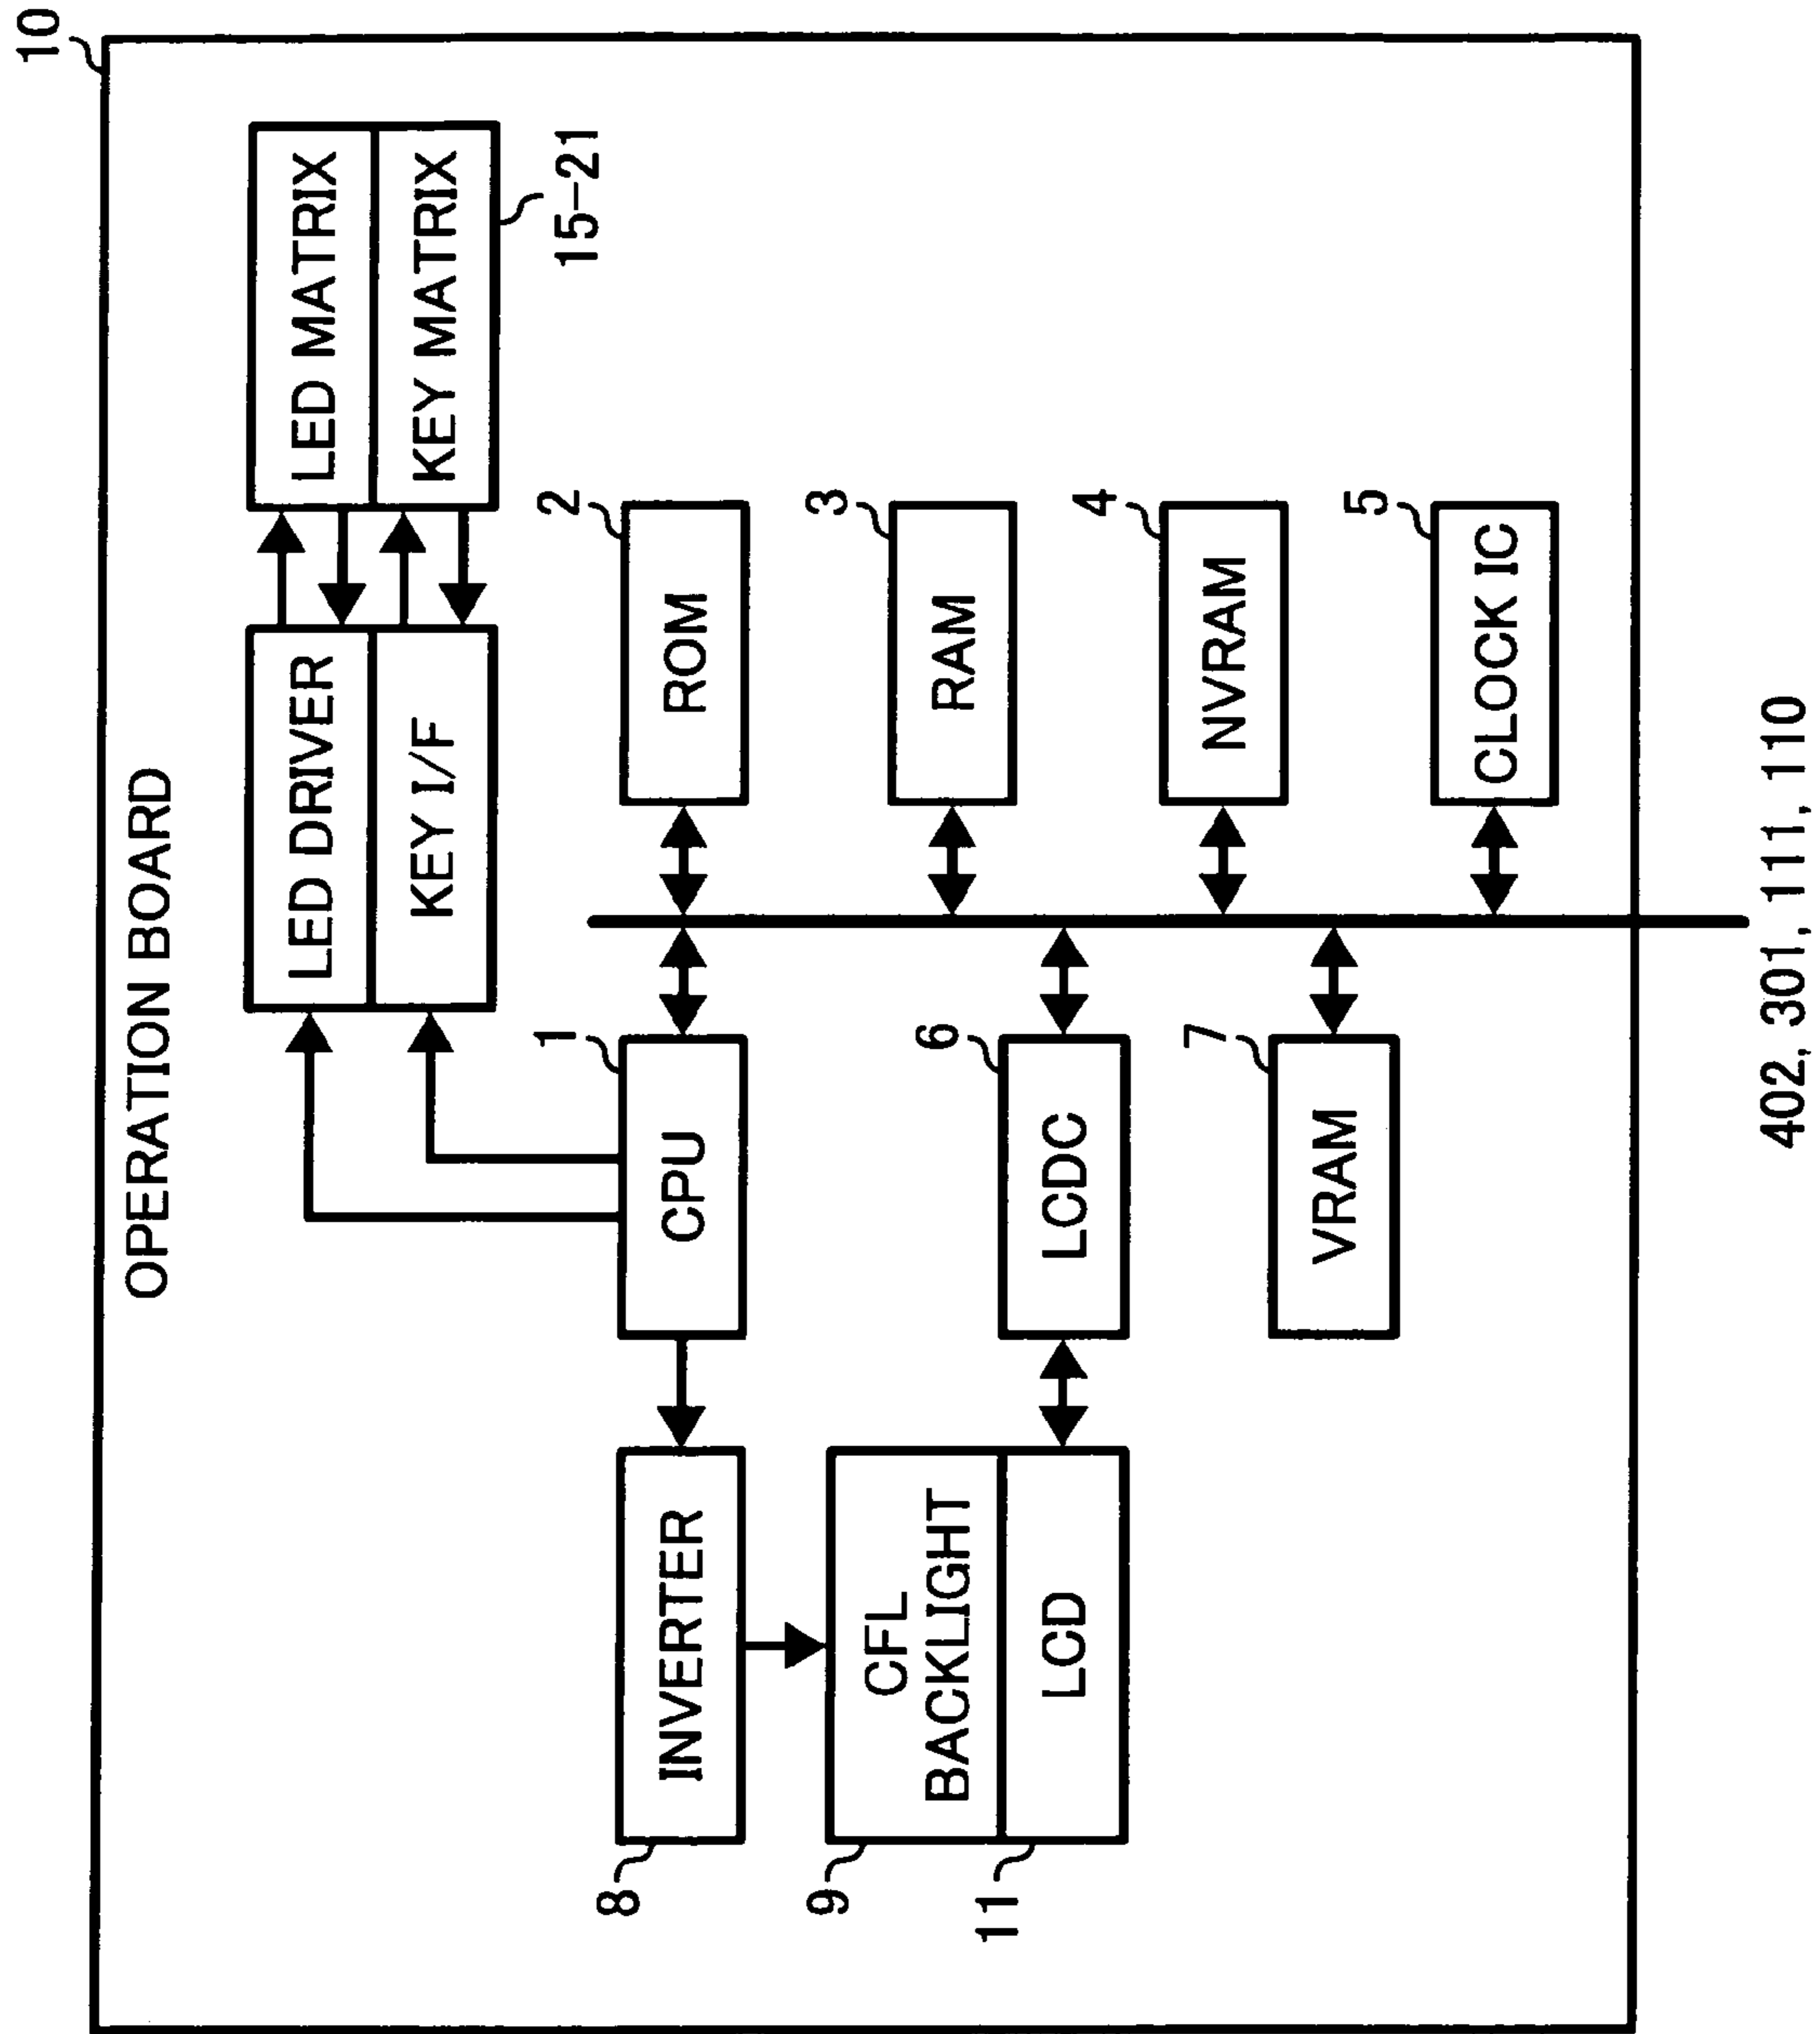 10
OPERATION BOARD
LED DRIVER
KEY I/F
LED MATRIX
KEY MATRIX
15-21
8
INVERTER
1
CPU
2
ROM
9
CFL
BACKLIGHT
11
LCD
6
LCDC
3
RAM
7
VRAM
4
NVRAM
5
CLOCK IC
402, 301, 111, 110